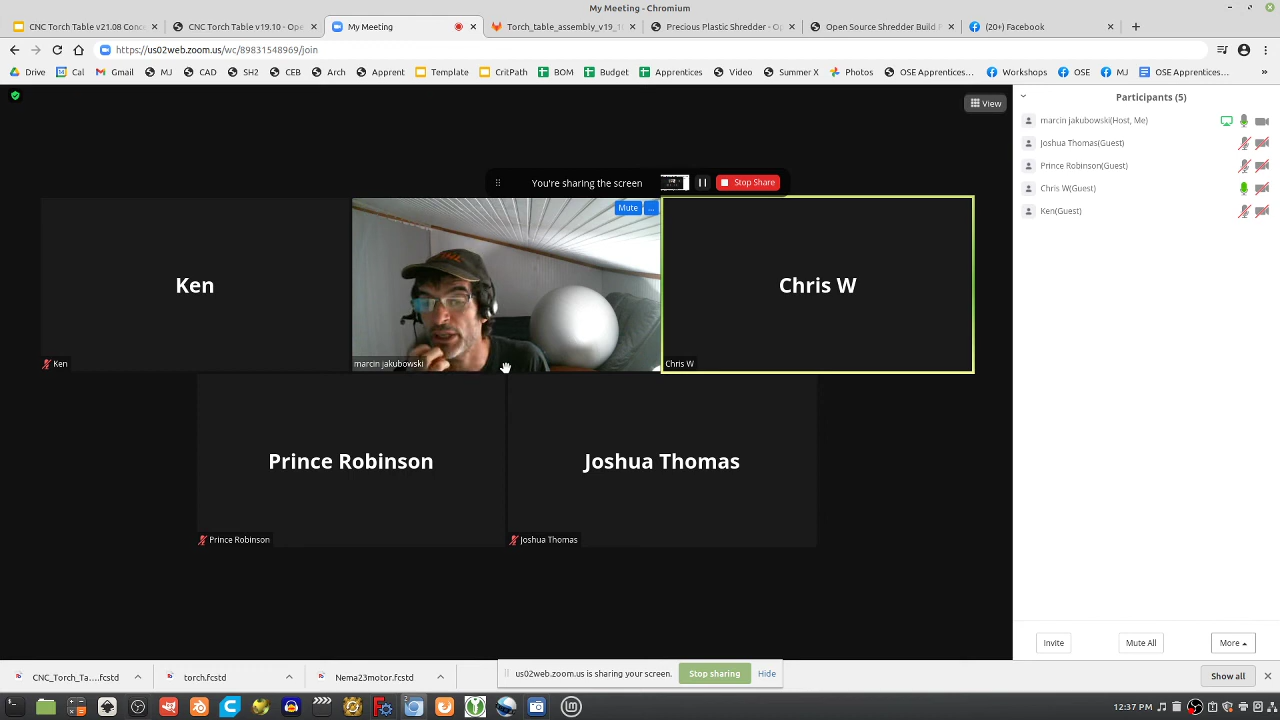 My Meeting - Chromium
CNC Torch Table v21.08 Conc
CNC Torch Table v19.10 - Ope
My Meeting
Torch_table_assembly_v19_1
Precious Plastic Shredder - O
Open Source Shredder Build
(20+) Facebook
https://us02web.zoom.us/wc/89831548969/join
Drive
Cal
Gmail
MJ
CAD
SH2
CEB
Arch
Apprent
Template
CritPath
BOM
Budget
Apprentices
Video
Summer X
Photos
OSE Apprentices...
Workshops
OSE
MJ
OSE Apprentices...
View
Participants (5)
marcin jakubowski(Host, Me)
Joshua Thomas(Guest)
Prince Robinson(Guest)
Chris W(Guest)
Ken(Guest)
You're sharing the screen
Stop Share
Mute
...
Ken
Chris W
Ken
marcin jakubowski
Chris W
Prince Robinson
Joshua Thomas
Prince Robinson
Joshua Thomas
Invite
Mute All
More
CNC_Torch_Ta....fcstd
torch.fcstd
Nema23motor.fcstd
us02web.zoom.us is sharing your screen.
Stop sharing
Hide
Show all
12:37 PM